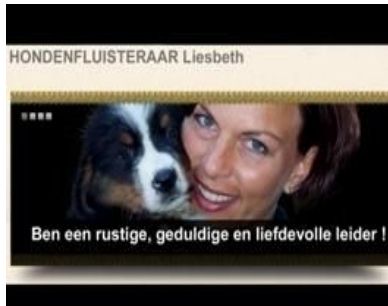 HONDENFLUISTERAAR Liesbeth
Ben een rustige, geduldige en liefdevolle leider !